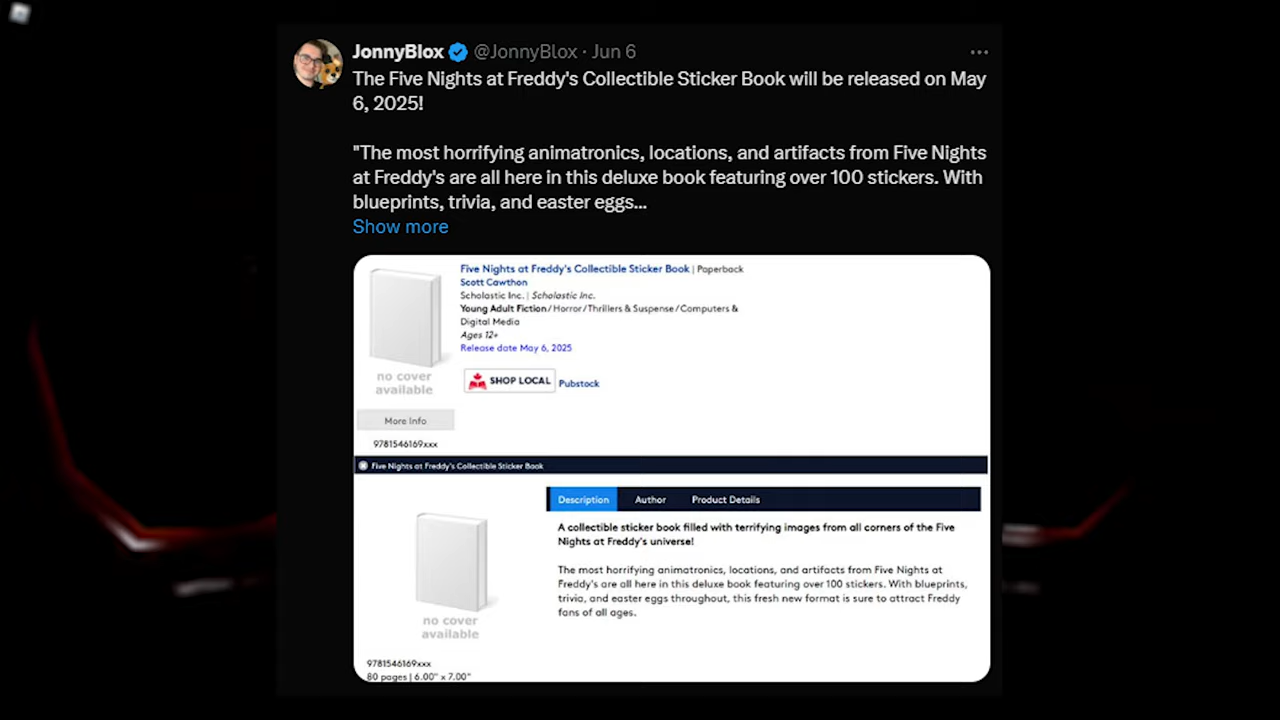 JonnyBlox @JonnyBlox · Jun 6
The Five Nights at Freddy's Collectible Sticker Book will be released on May
6, 2025!
"The most horrifying animatronics, locations, and artifacts from Five Nights
at Freddy's are all here in this deluxe book featuring over 100 stickers. With
blueprints, trivia, and easter eggs...
Show more
Five Nights at Freddy's Collectible Sticker Book | Paperback
Scott Cawthon
Scholastic Inc. | Scholastic Inc.
Young Adult Fiction / Horror / Thrillers & Suspense / Computers &
Digital Media
Ages 12+
Release date May 6, 2025
no cover
available
SHOP LOCAL Pubstock
More Info
9781546169xxx
Five Nights at Freddy's Collectible Sticker Book
Description Author Product Details
A collectible sticker book filled with terrifying images from all corners of the Five
Nights at Freddy's universe!
The most horrifying animatronics, locations, and artifacts from Five Nights at
Freddy's are all here in this deluxe book featuring over 100 stickers. With blueprints,
trivia, and easter eggs throughout, this fresh new format is sure to attract Freddy
fans of all ages.
no cover
available
9781546169xxx
80 pages | 6.00" x 7.00"